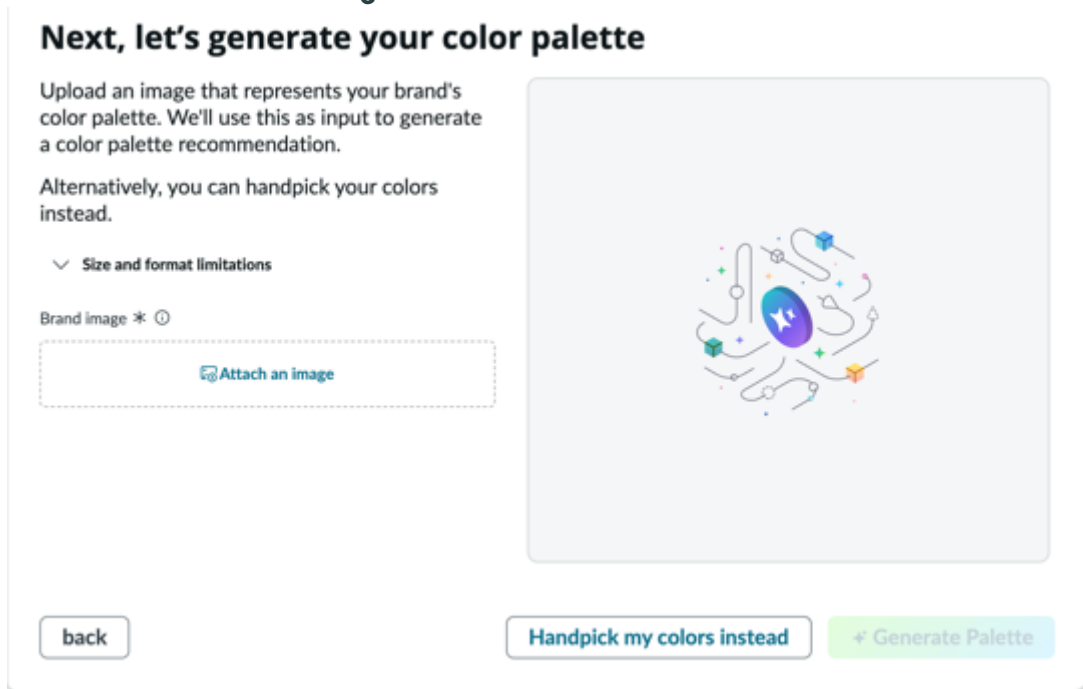 Next, let's generate your color palette
Upload an image that represents your brand's
color palette. We'll use this as input to generate
a color palette recommendation.
Alternatively, you can handpick your colors
instead.
Size and format limitations
Brand image *
Attach an image
back
Handpick my colors instead
Generate Palette